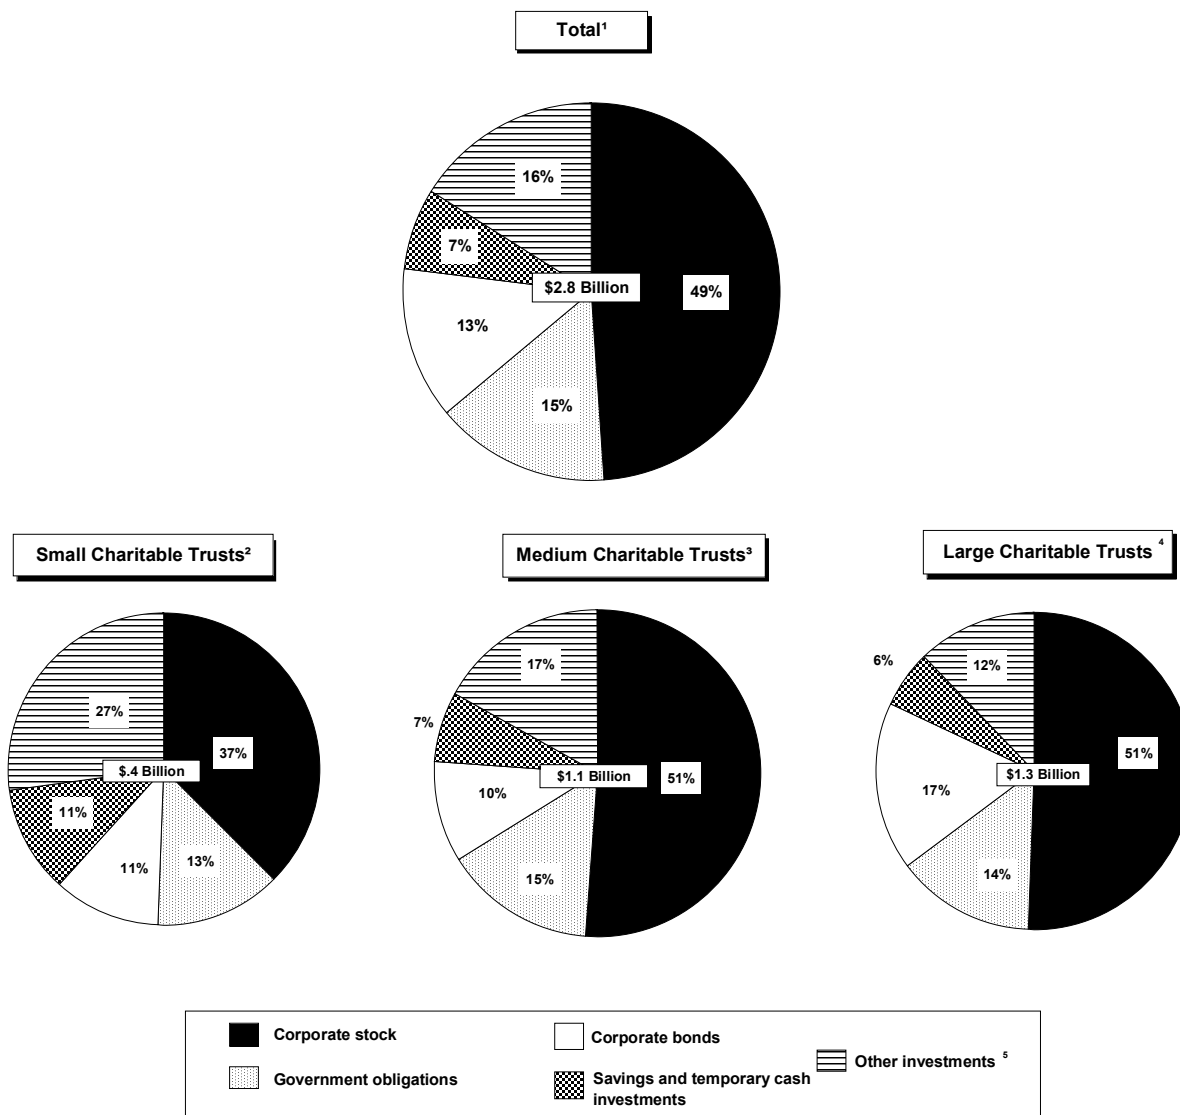 Total¹
16%
7%
$2.8 Billion
49%
13%
15%
Small Charitable Trusts²
27%
37%
$.4 Billion
11%
11%
13%
Medium Charitable Trusts³
17%
7%
$1.1 Billion
51%
10%
15%
Large Charitable Trusts ⁴
6%
12%
51%
$1.3 Billion
17%
14%
Corporate stock
Government obligations
Corporate bonds
Savings and temporary cash
investments
Other investments ⁵